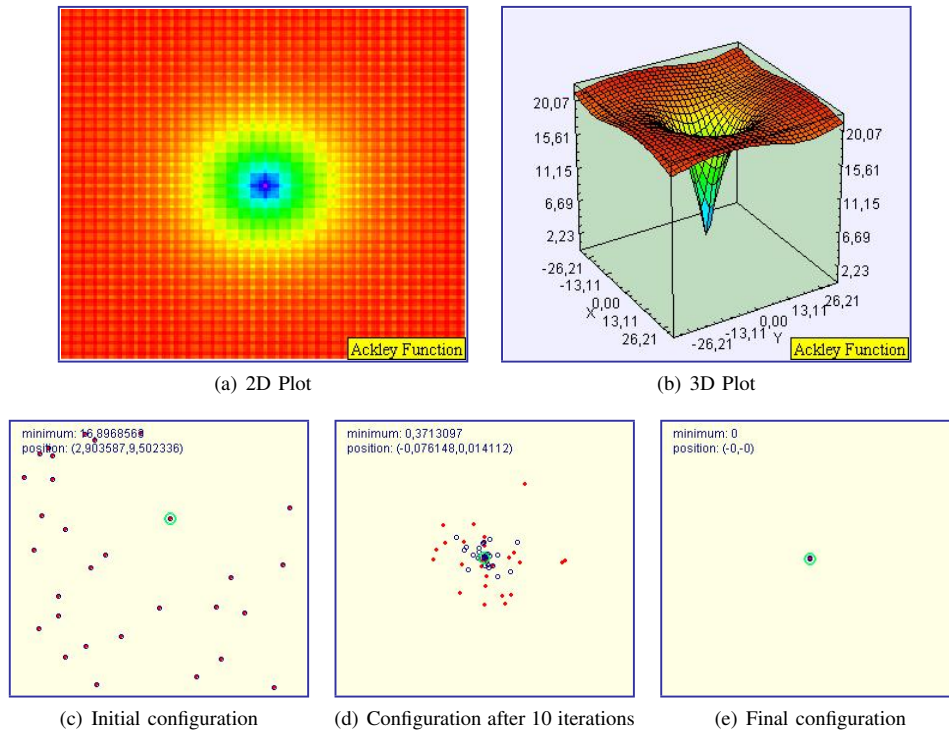 Ackley Function
(a) 2D Plot
20,07
15,61
11,15
6,69
2,23
20,07
15,61
11,15
6,69
2,23
-26,21
-13,11
0,00
13,11
26,21
X
-26,21
-13,11
0,00
13,11
26,21
Y
Ackley Function
(b) 3D Plot
minimum: 16,8968568
position: (2,903587,9,502336)
(c) Initial configuration
minimum: 0,3713097
position: (-0,076148,0,014112)
(d) Configuration after 10 iterations
minimum: 0
position: (-0,-0)
(e) Final configuration